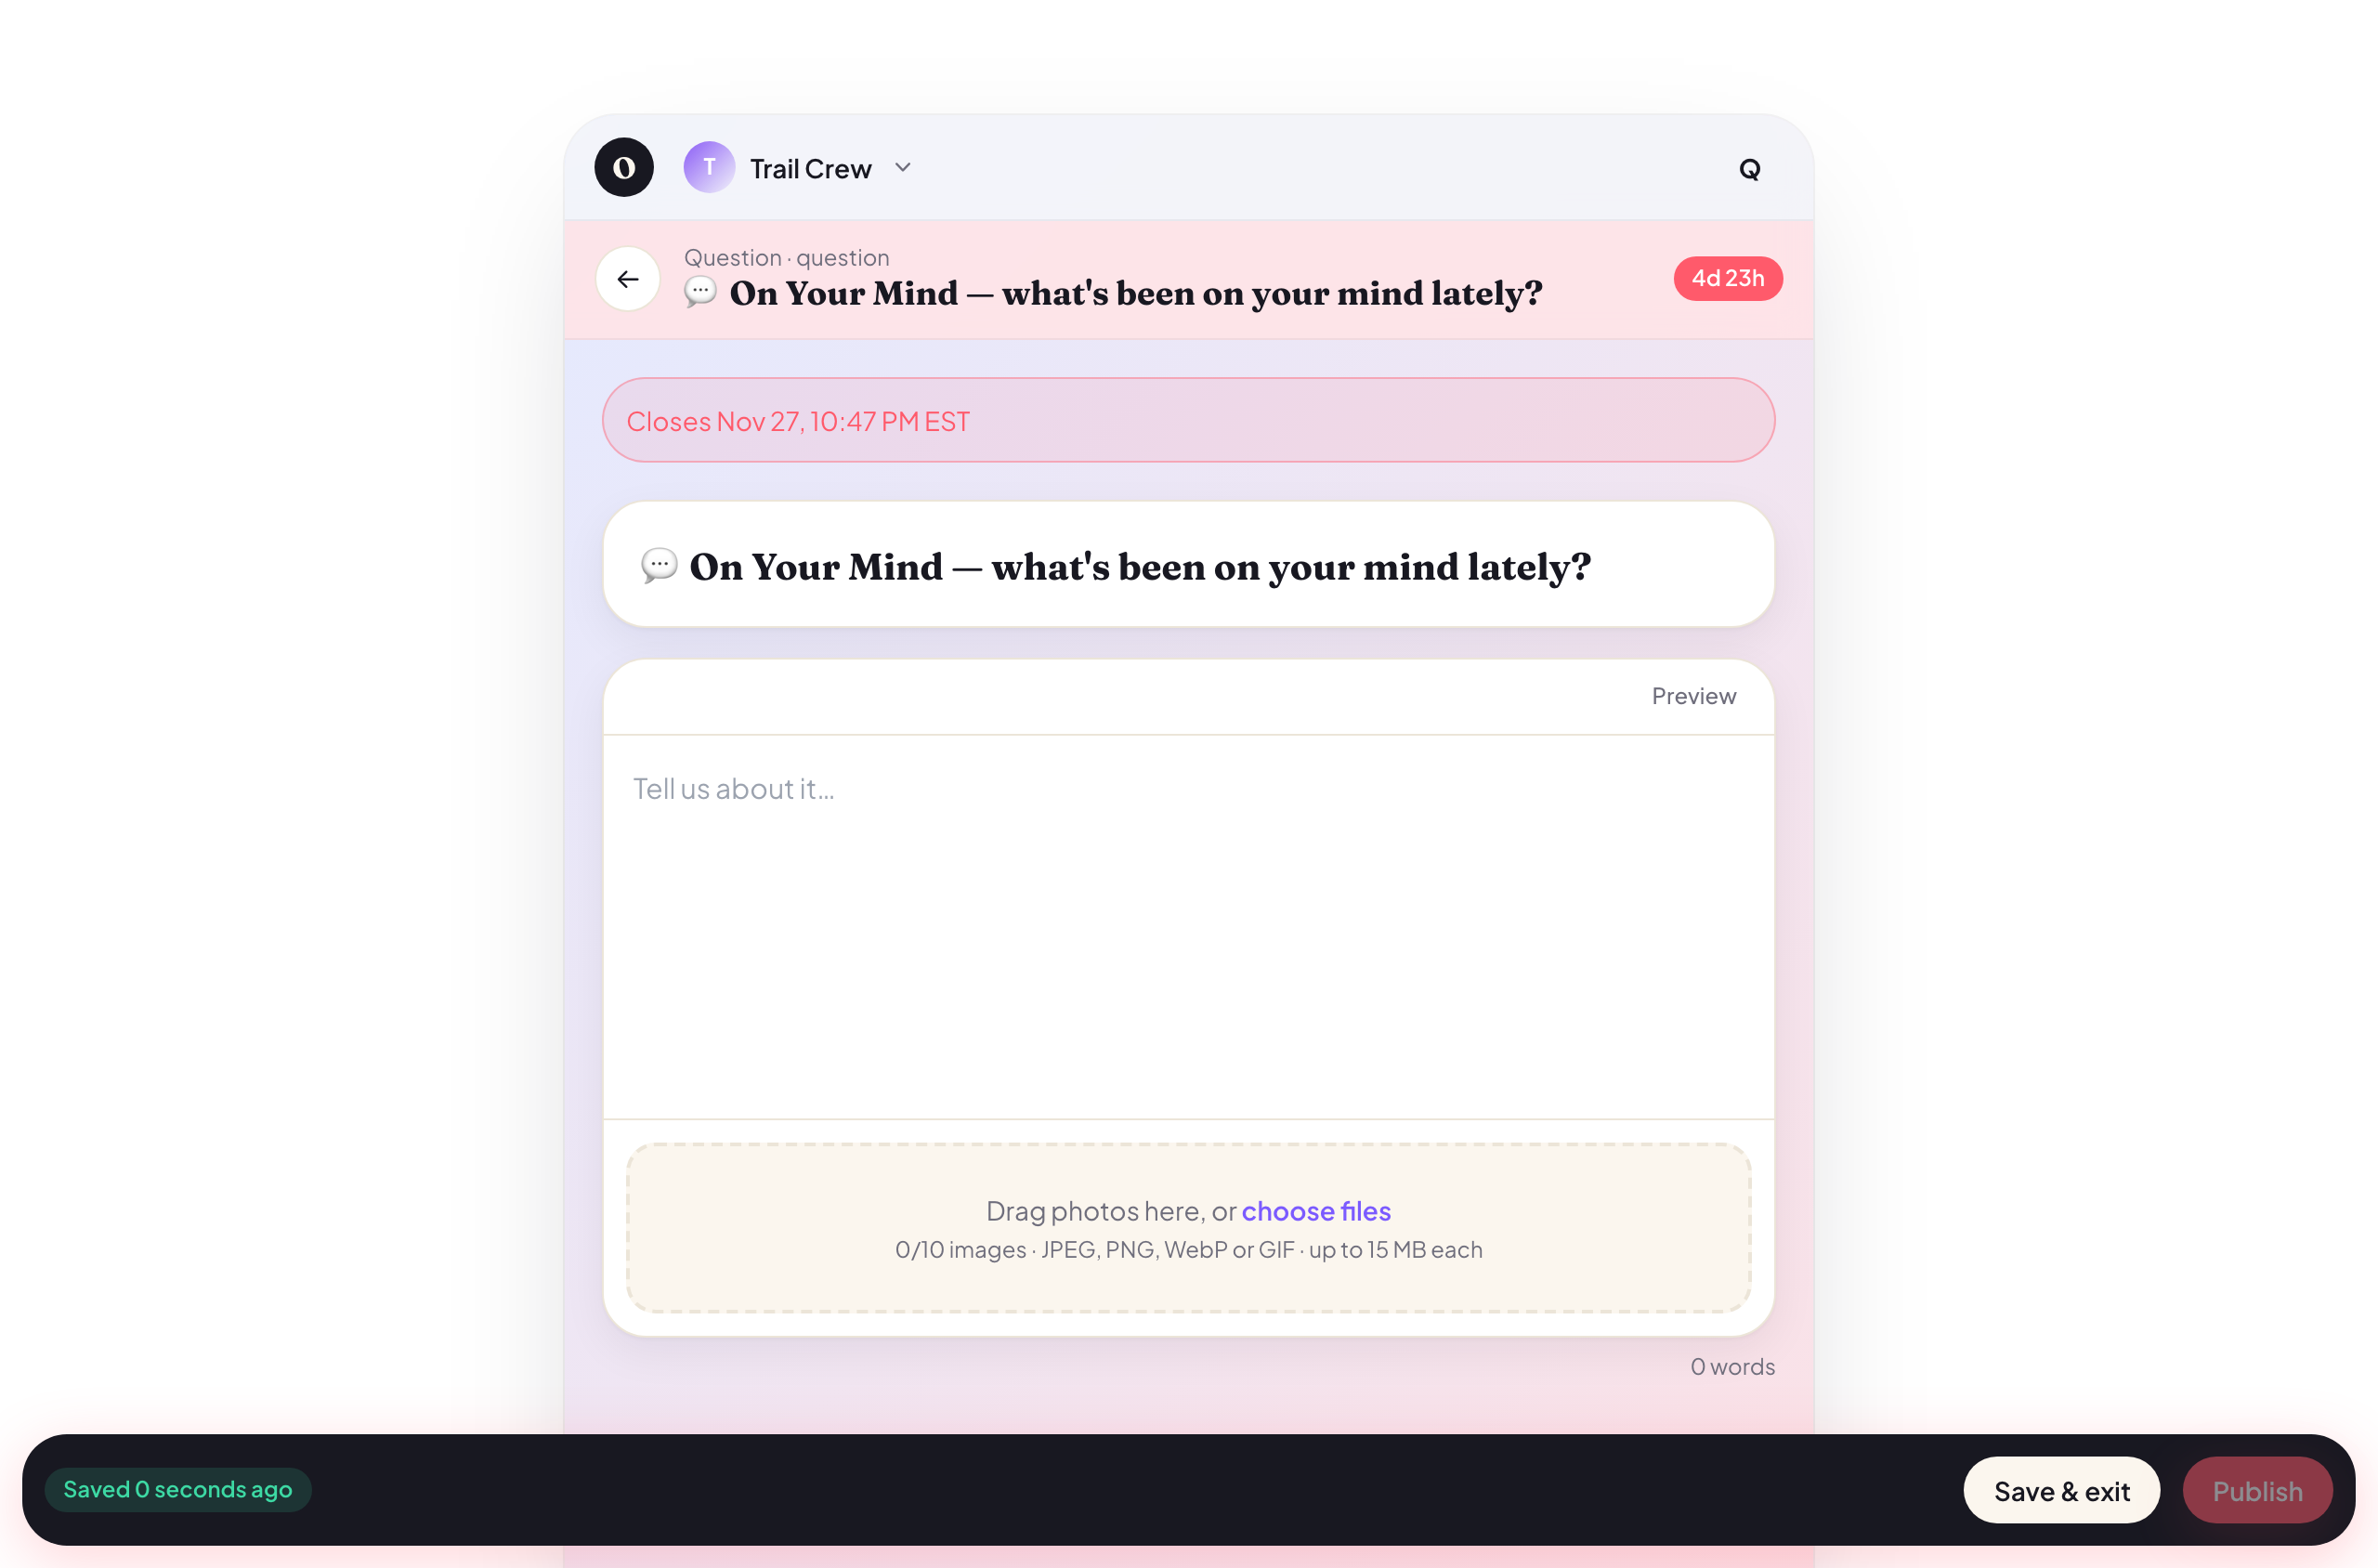 O T Trail Crew Q
Question · question
💬 On Your Mind — what's been on your mind lately?
4d 23h
Closes Nov 27, 10:47 PM EST
💬 On Your Mind — what's been on your mind lately?
Preview
Tell us about it…
Drag photos here, or choose files
0/10 images · JPEG, PNG, WebP or GIF · up to 15 MB each
0 words
Saved 0 seconds ago Save & exit Publish